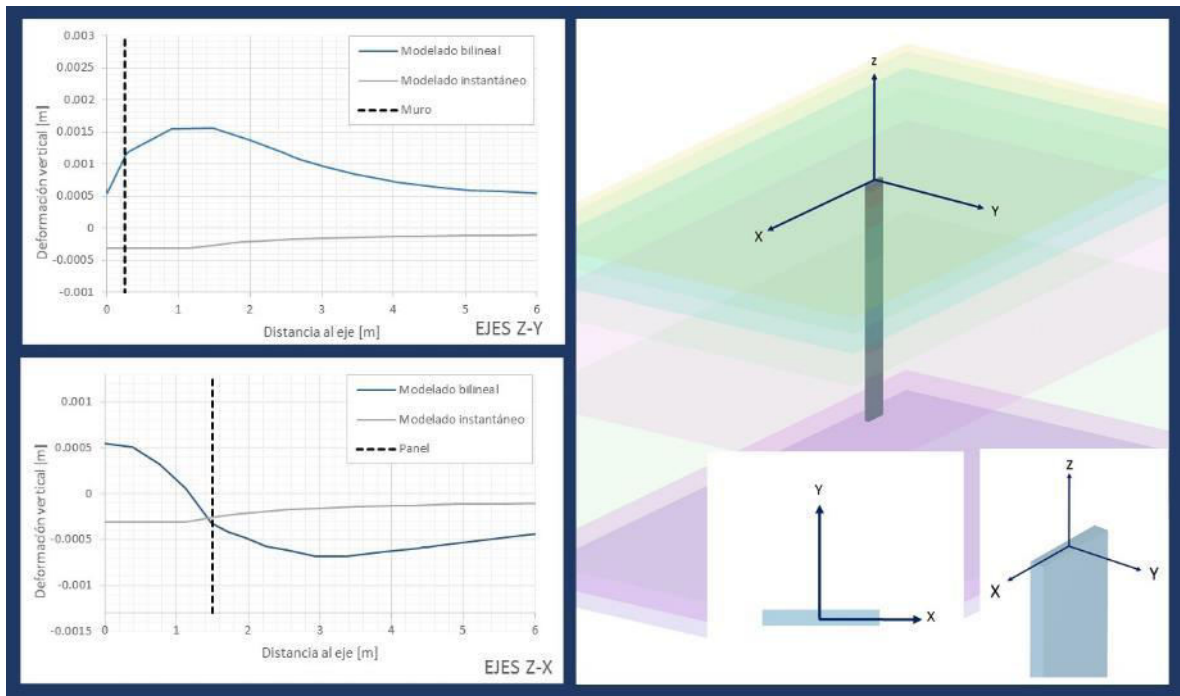 0.003
0.0025
0.002
0.0015
0.001
0.0005
0
-0.0005
-0.001
Deformación vertical [m]
Modelado bilineal
Modelado instantáneo
Muro
0 1 2 3 4 5 6
Distancia al eje [m]
EJES Z-Y
0.001
0.0005
0
-0.0005
-0.001
-0.0015
Deformación vertical [m]
Modelado bilineal
Modelado instantáneo
Panel
0 1 2 3 4 5 6
Distancia al eje [m]
EJES Z-X
z
X
Y
Y
X
Z
X
Y